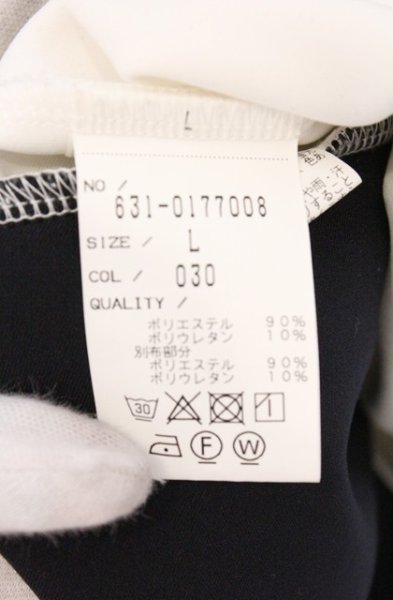 L
NO / 631-0177008
SIZE / L
COL / 030
QUALITY /
ポリエステル 90%
ポリウレタン 10%
別布部分
ポリエステル 90%
ポリウレタン 10%
30
F W